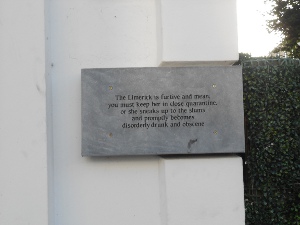 The Limerick is furtive and mean,
you must keep her in close quarantine,
or she sneaks up to the slums
and promptly becomes
disorderly drunk and obscene